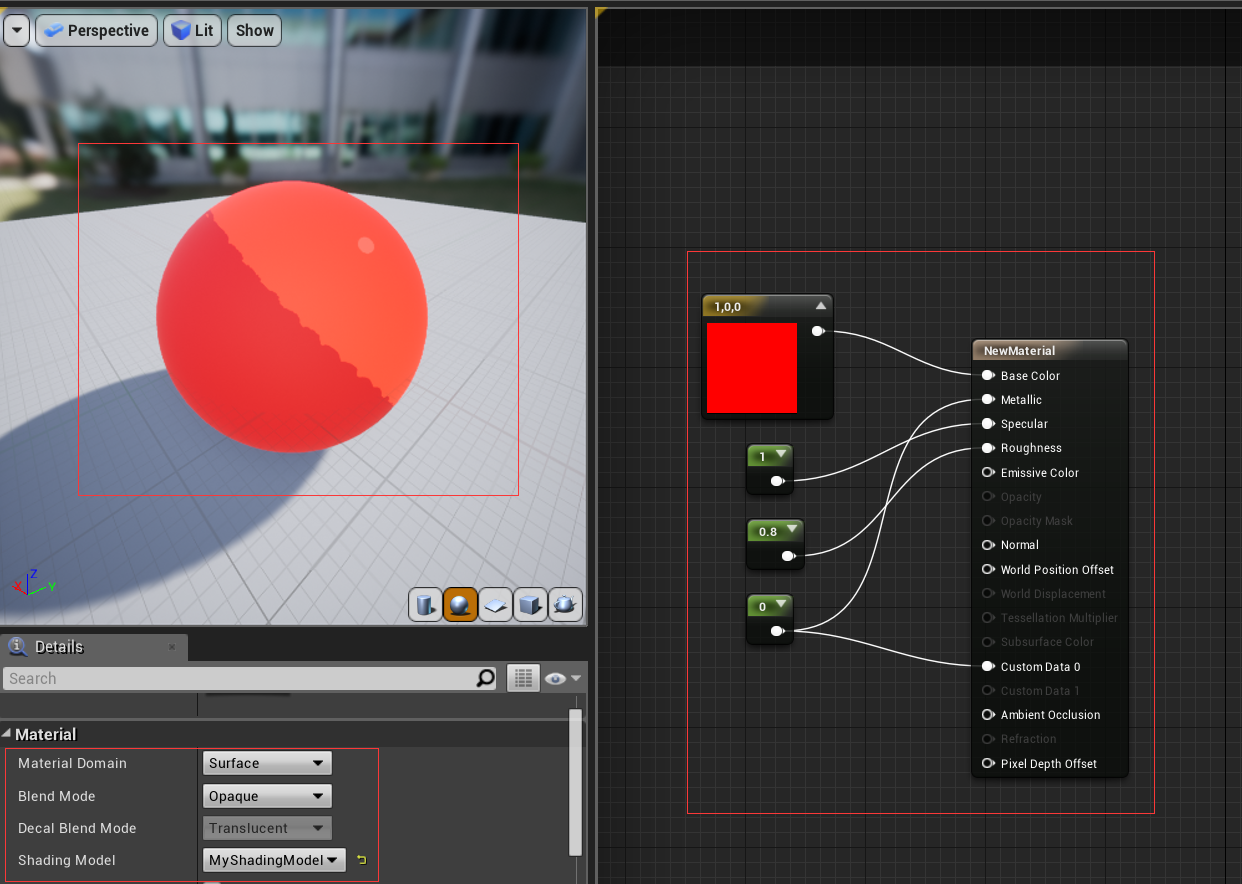 Perspective
Lit
Show
X
Z
Y
Details
Search
Material
Material Domain
Surface
Blend Mode
Opaque
Decal Blend Mode
Translucent
Shading Model
MyShadingModel
1,0,0
1
0.8
0
NewMaterial
Base Color
Metallic
Specular
Roughness
Emissive Color
Opacity
Opacity Mask
Normal
World Position Offset
World Displacement
Tessellation Multiplier
Subsurface Color
Custom Data 0
Custom Data 1
Ambient Occlusion
Refraction
Pixel Depth Offset